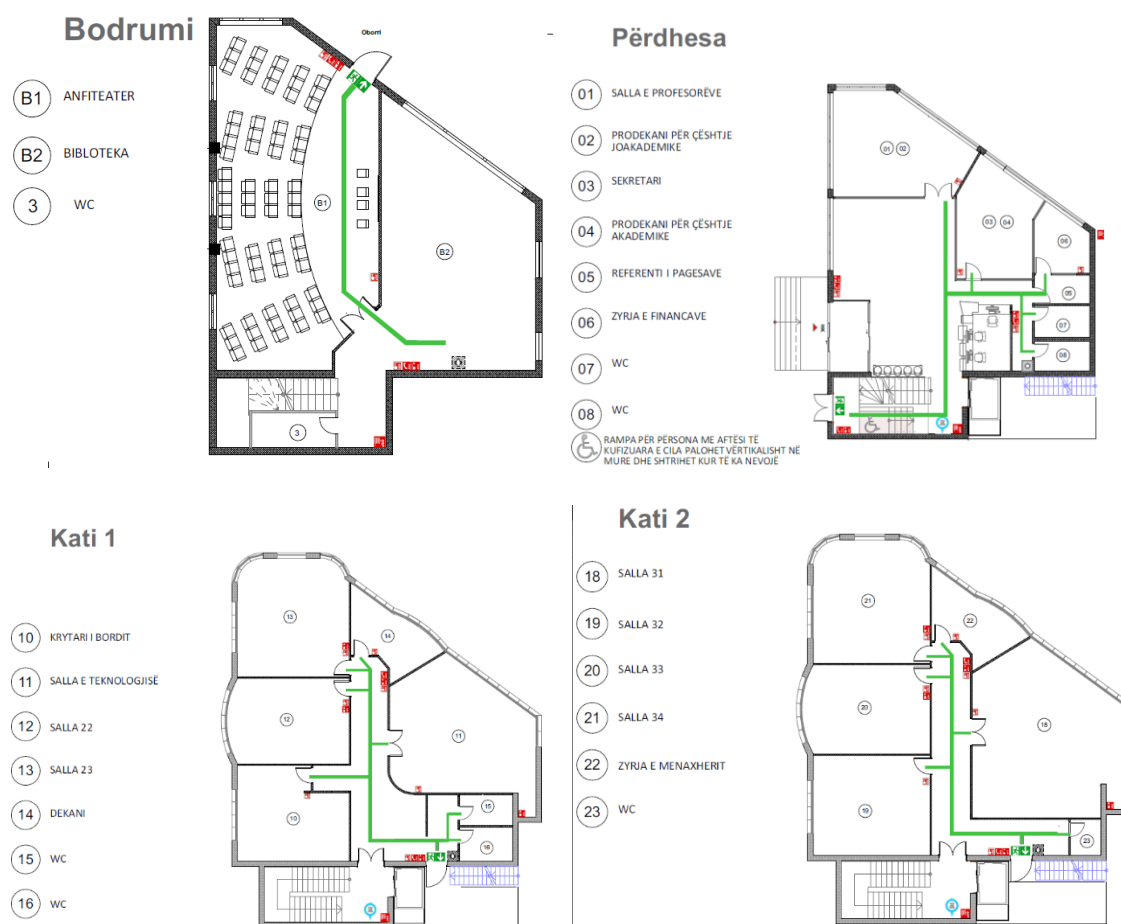 Bodrumi
Oborri
B1 ANFITEATER
B2 BIBLOTEKA
3 WC
B1
B2
3
Përdhesa
01 SALLA E PROFESORËVE
02 PRODEKANI PËR ÇËSHTJE
JOAKADEMIKE
03 SEKRETARI
04 PRODEKANI PËR ÇËSHTJE
AKADEMIKE
05 REFERENTI I PAGESAVE
06 ZYRJA E FINANCAVE
07 WC
08 WC
RAMPA PËR PËRSONA ME AFTËSI TË
KUFIZUARA E CILA PALOHET VËRTIKALISHT NË
MURE DHE SHTRIHET KUR TË KA NEVOJË
01 02
03 04
06
05
07
08
Kati 1
10 KRYTARI I BORDIT
11 SALLA E TEKNOLOGJISË
12 SALLA 22
13 SALLA 23
14 DEKANI
15 WC
16 WC
13
14
12
11
10
15
16
Kati 2
18 SALLA 31
19 SALLA 32
20 SALLA 33
21 SALLA 34
22 ZYRJA E MENAXHERIT
23 WC
21
22
20
18
19
23